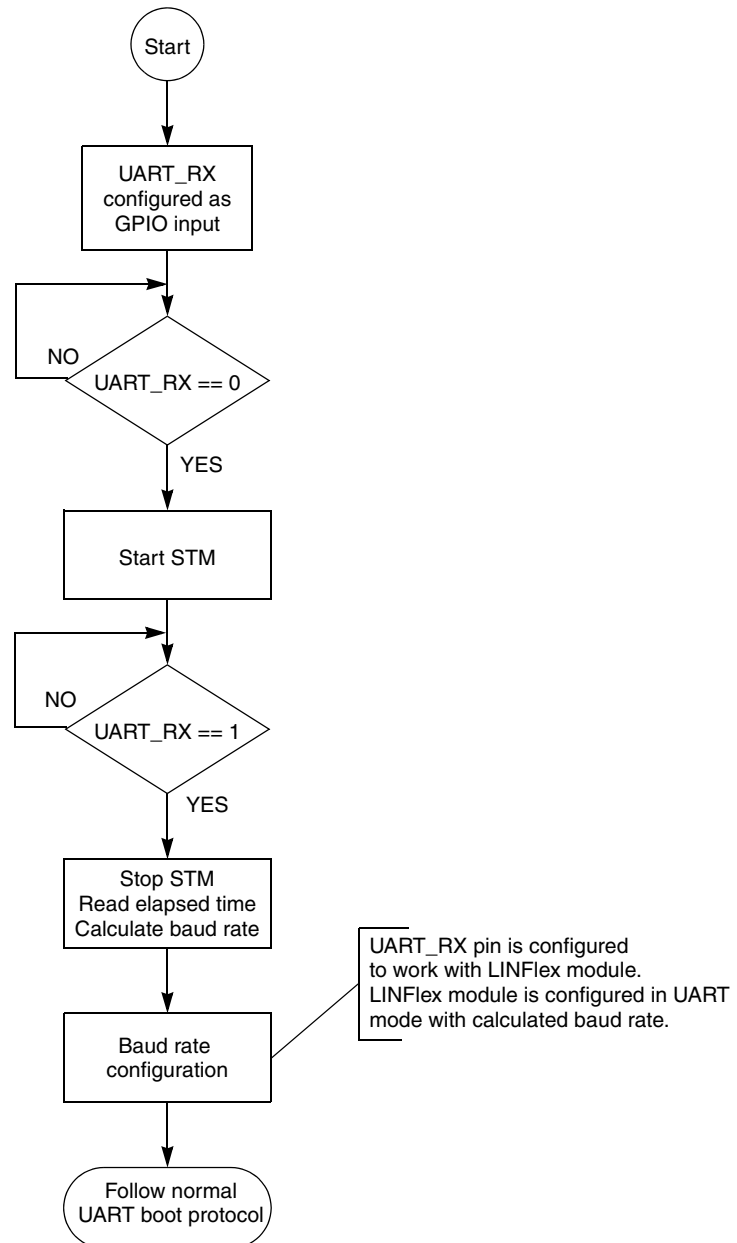 Start
UART_RX
configured as
GPIO input
NO
UART_RX == 0
YES
Start STM
NO
UART_RX == 1
YES
Stop STM
Read elapsed time
Calculate baud rate
UART_RX pin is configured
to work with LINFlex module.
LINFlex module is configured in UART
mode with calculated baud rate.
Baud rate
configuration
Follow normal
UART boot protocol